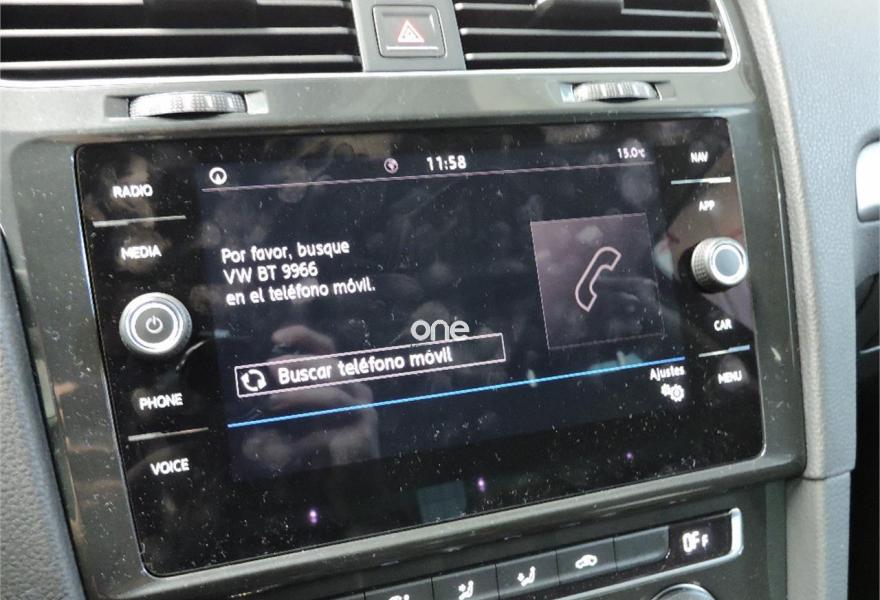 11:58
15.0°C
RADIO
MEDIA
PHONE
VOICE
Por favor, busque
VW BT 9966
en el teléfono móvil.
one
Buscar teléfono móvil
Ajustes
NAV
APP
CAR
MENU
OFF